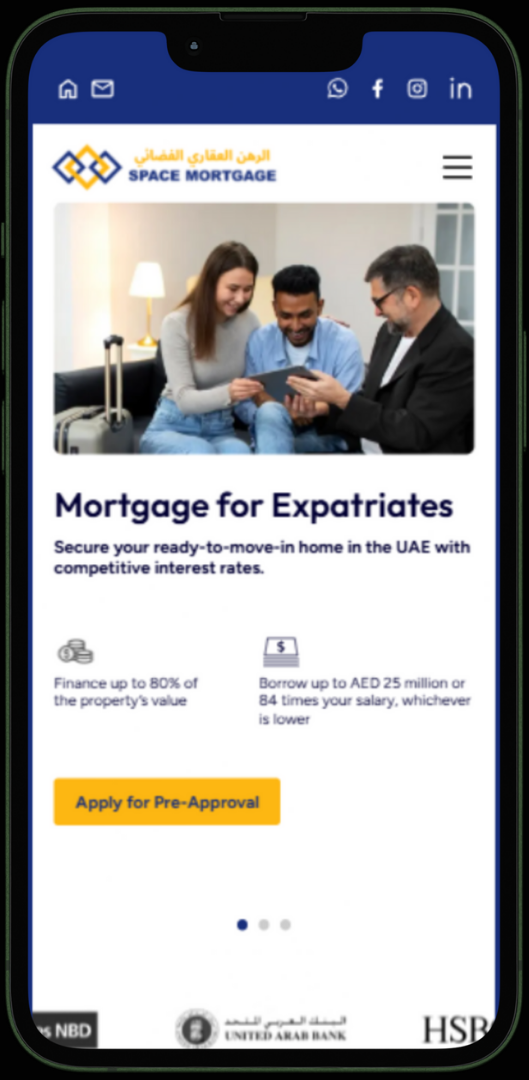 الرهن العقاري الفضائي
SPACE MORTGAGE
Mortgage for Expatriates
Secure your ready-to-move-in home in the UAE with
competitive interest rates.
Finance up to 80% of
the property's value
Borrow up to AED 25 million or
84 times your salary, whichever
is lower
Apply for Pre-Approval
NBD
البنك العربي المتحد
UNITED ARAB BANK
HSB